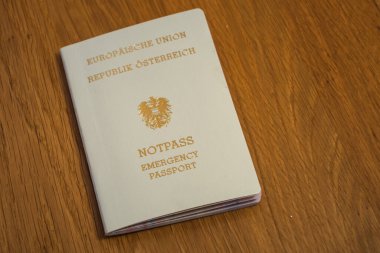 EUROPÄISCHE UNION
REPUBLIK ÖSTERREICH
NOTPASS
EMERGENCY
PASSPORT